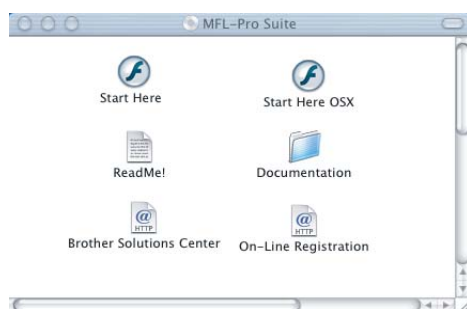 MFL-Pro Suite
Start Here
Start Here OSX
ReadMe!
Documentation
@
HTTP
@
HTTP
Brother Solutions Center
On-Line Registration